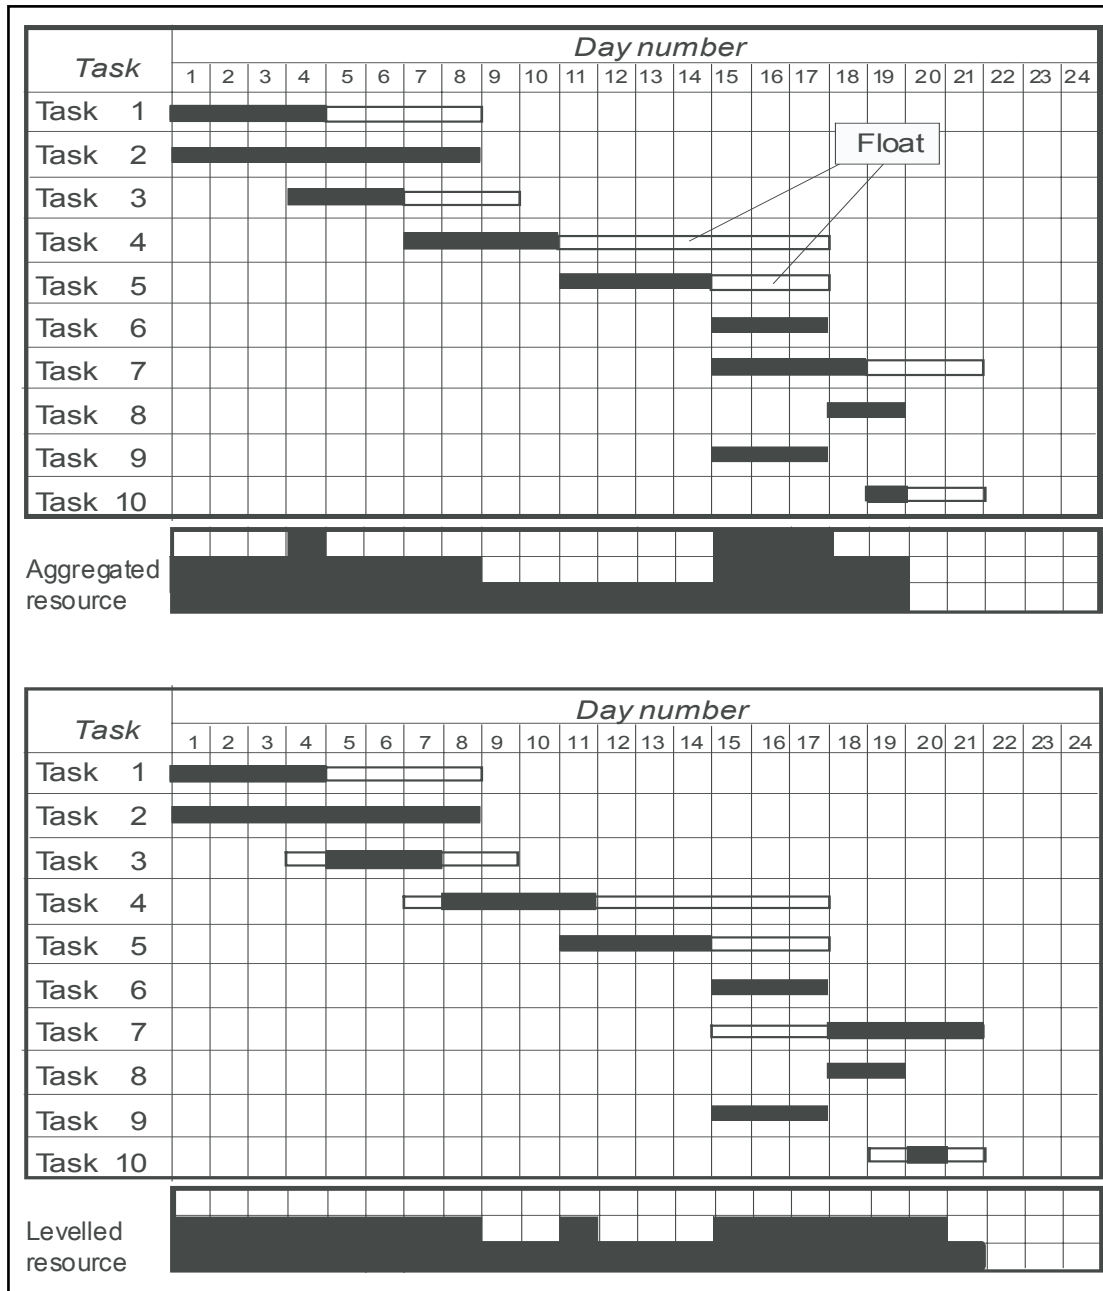 Day number
Task
1 2 3 4 5 6 7 8 9 10 11 12 13 14 15 16 17 18 19 20 21 22 23 24
Task 1
Float
Task 2
Task 3
Task 4
Task 5
Task 6
Task 7
Task 8
Task 9
Task 10
Aggregated
resource
Day number
Task
1 2 3 4 5 6 7 8 9 10 11 12 13 14 15 16 17 18 19 20 21 22 23 24
Task 1
Task 2
Task 3
Task 4
Task 5
Task 6
Task 7
Task 8
Task 9
Task 10
Levelled
resource